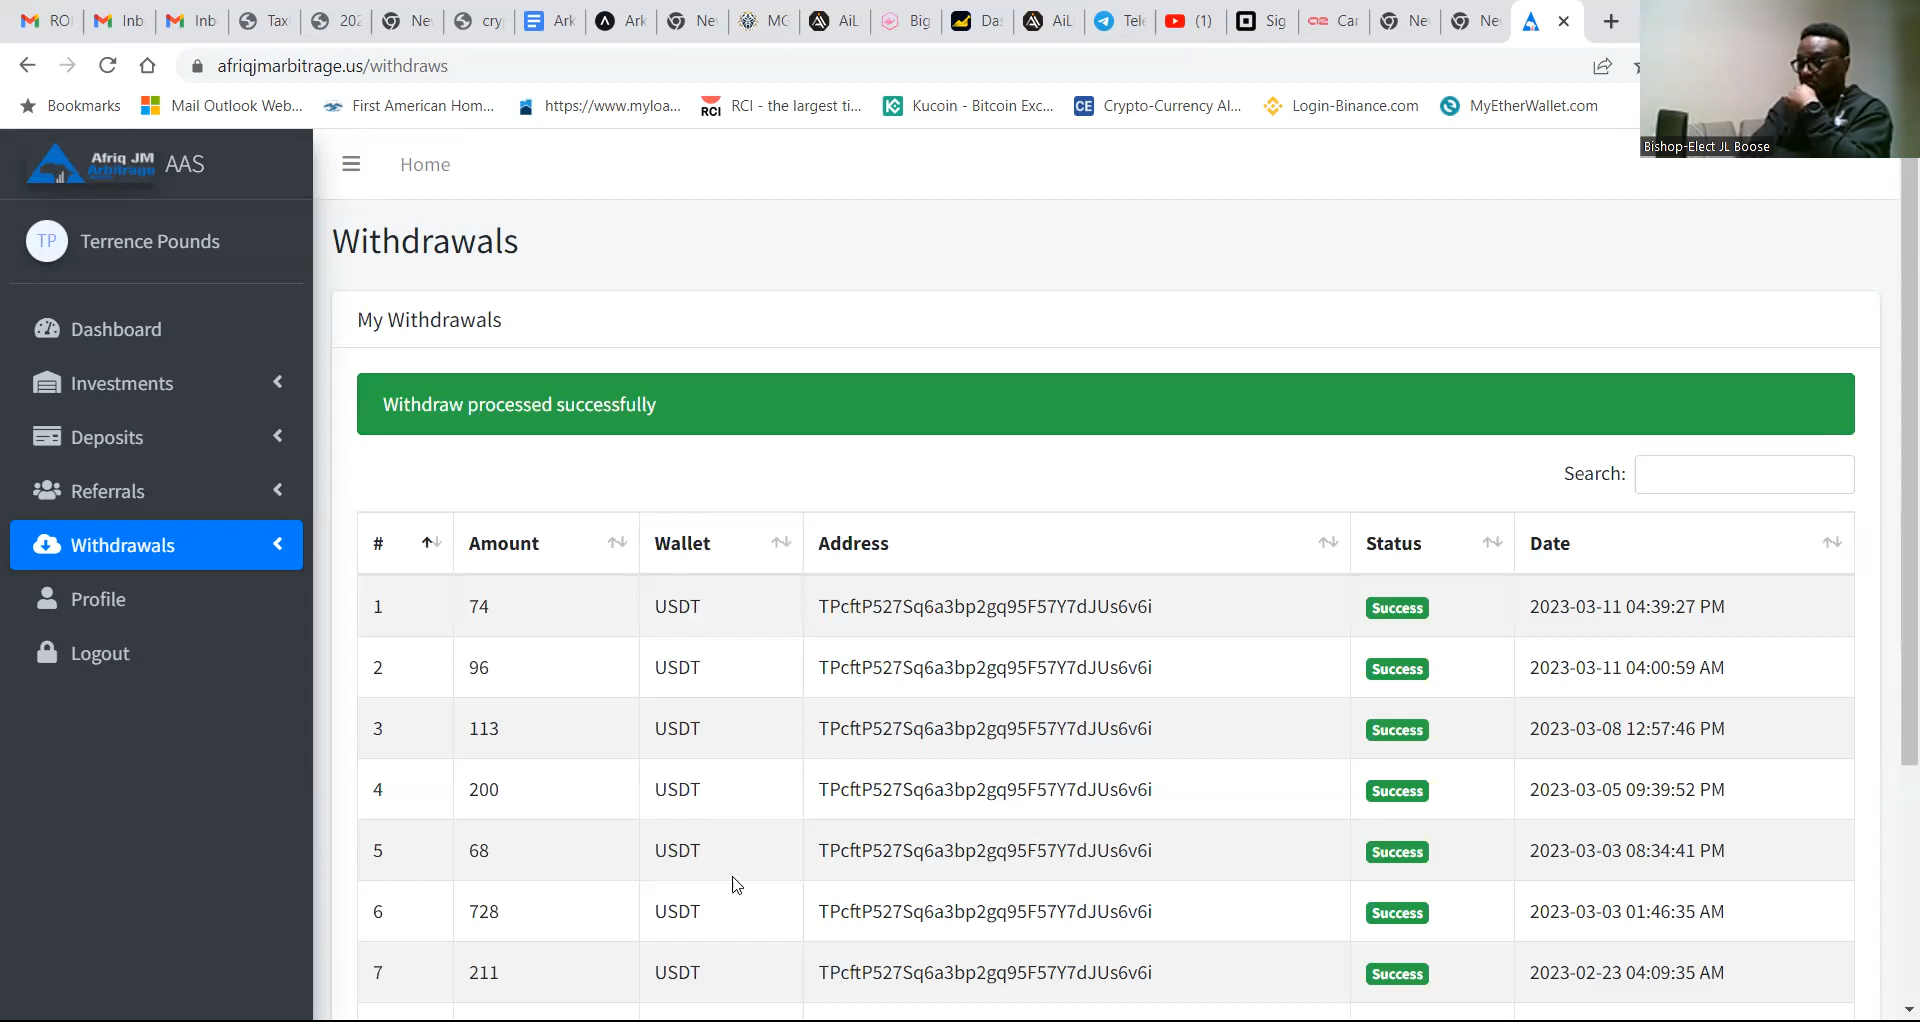 RO Inb Inb Taxi 202 Ne cry Ark Ark Ne MG AiL Big Das AiL Tele (1) Sig Car Ne Ne
afriqjmarbitrage.us/withdraws
Bookmarks Mail Outlook Web... First American Hom... https://www.myloa... RCI RCI - the largest ti... Kucoin - Bitcoin Exc... CE Crypto-Currency Al... Login-Binance.com MyEtherWallet.com
Bishop-Elect JL Boose
Afriq JM
Arbitrage
AAS
Home
TP Terrence Pounds
Withdrawals
Dashboard
Investments
Deposits
Referrals
Withdrawals
Profile
Logout
My Withdrawals
Withdraw processed successfully
Search:
# Amount Wallet Address Status Date
1 74 USDT TPcftP527Sq6a3bp2gq95F57Y7dJUs6v6i Success 2023-03-11 04:39:27 PM
2 96 USDT TPcftP527Sq6a3bp2gq95F57Y7dJUs6v6i Success 2023-03-11 04:00:59 AM
3 113 USDT TPcftP527Sq6a3bp2gq95F57Y7dJUs6v6i Success 2023-03-08 12:57:46 PM
4 200 USDT TPcftP527Sq6a3bp2gq95F57Y7dJUs6v6i Success 2023-03-05 09:39:52 PM
5 68 USDT TPcftP527Sq6a3bp2gq95F57Y7dJUs6v6i Success 2023-03-03 08:34:41 PM
6 728 USDT TPcftP527Sq6a3bp2gq95F57Y7dJUs6v6i Success 2023-03-03 01:46:35 AM
7 211 USDT TPcftP527Sq6a3bp2gq95F57Y7dJUs6v6i Success 2023-02-23 04:09:35 AM